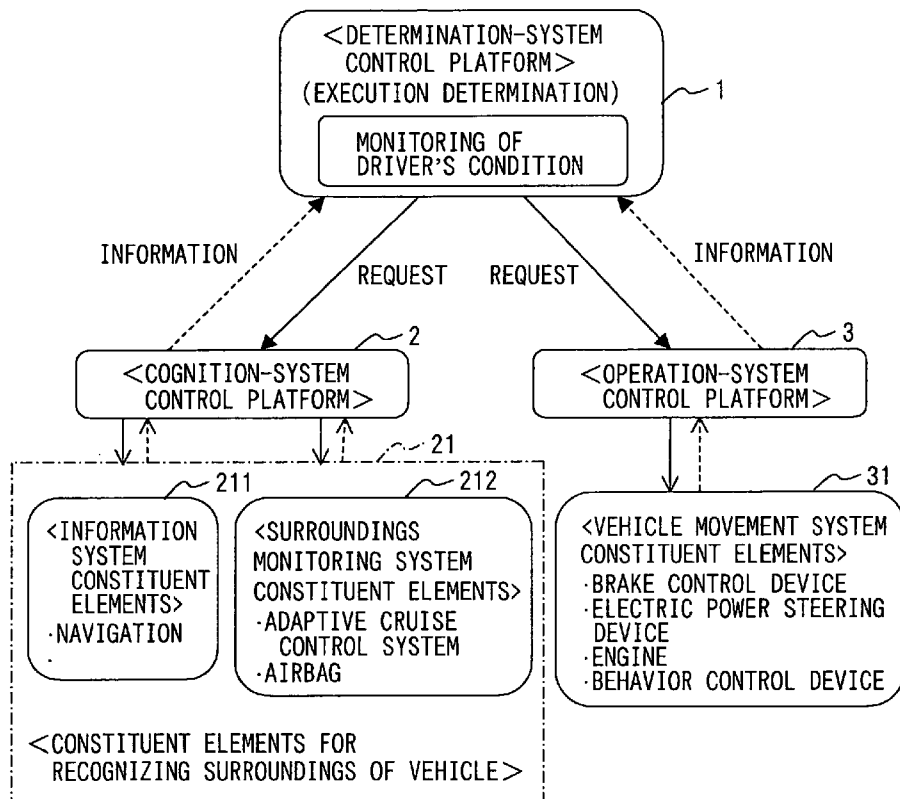 <DETERMINATION-SYSTEM
CONTROL PLATFORM>
(EXECUTION DETERMINATION)
1
MONITORING OF
DRIVER'S CONDITION
INFORMATION
REQUEST
REQUEST
INFORMATION
2
<COGNITION-SYSTEM
CONTROL PLATFORM>
3
<OPERATION-SYSTEM
CONTROL PLATFORM>
21
211
<INFORMATION
SYSTEM
CONSTITUENT
ELEMENTS>
·NAVIGATION
·
212
<SURROUNDINGS
MONITORING SYSTEM
CONSTITUENT ELEMENTS>
·ADAPTIVE CRUISE
CONTROL SYSTEM
·AIRBAG
31
<VEHICLE MOVEMENT SYSTEM
CONSTITUENT ELEMENTS>
·BRAKE CONTROL DEVICE
·ELECTRIC POWER STEERING
DEVICE
·ENGINE
·BEHAVIOR CONTROL DEVICE
<CONSTITUENT ELEMENTS FOR
RECOGNIZING SURROUNDINGS OF VEHICLE>